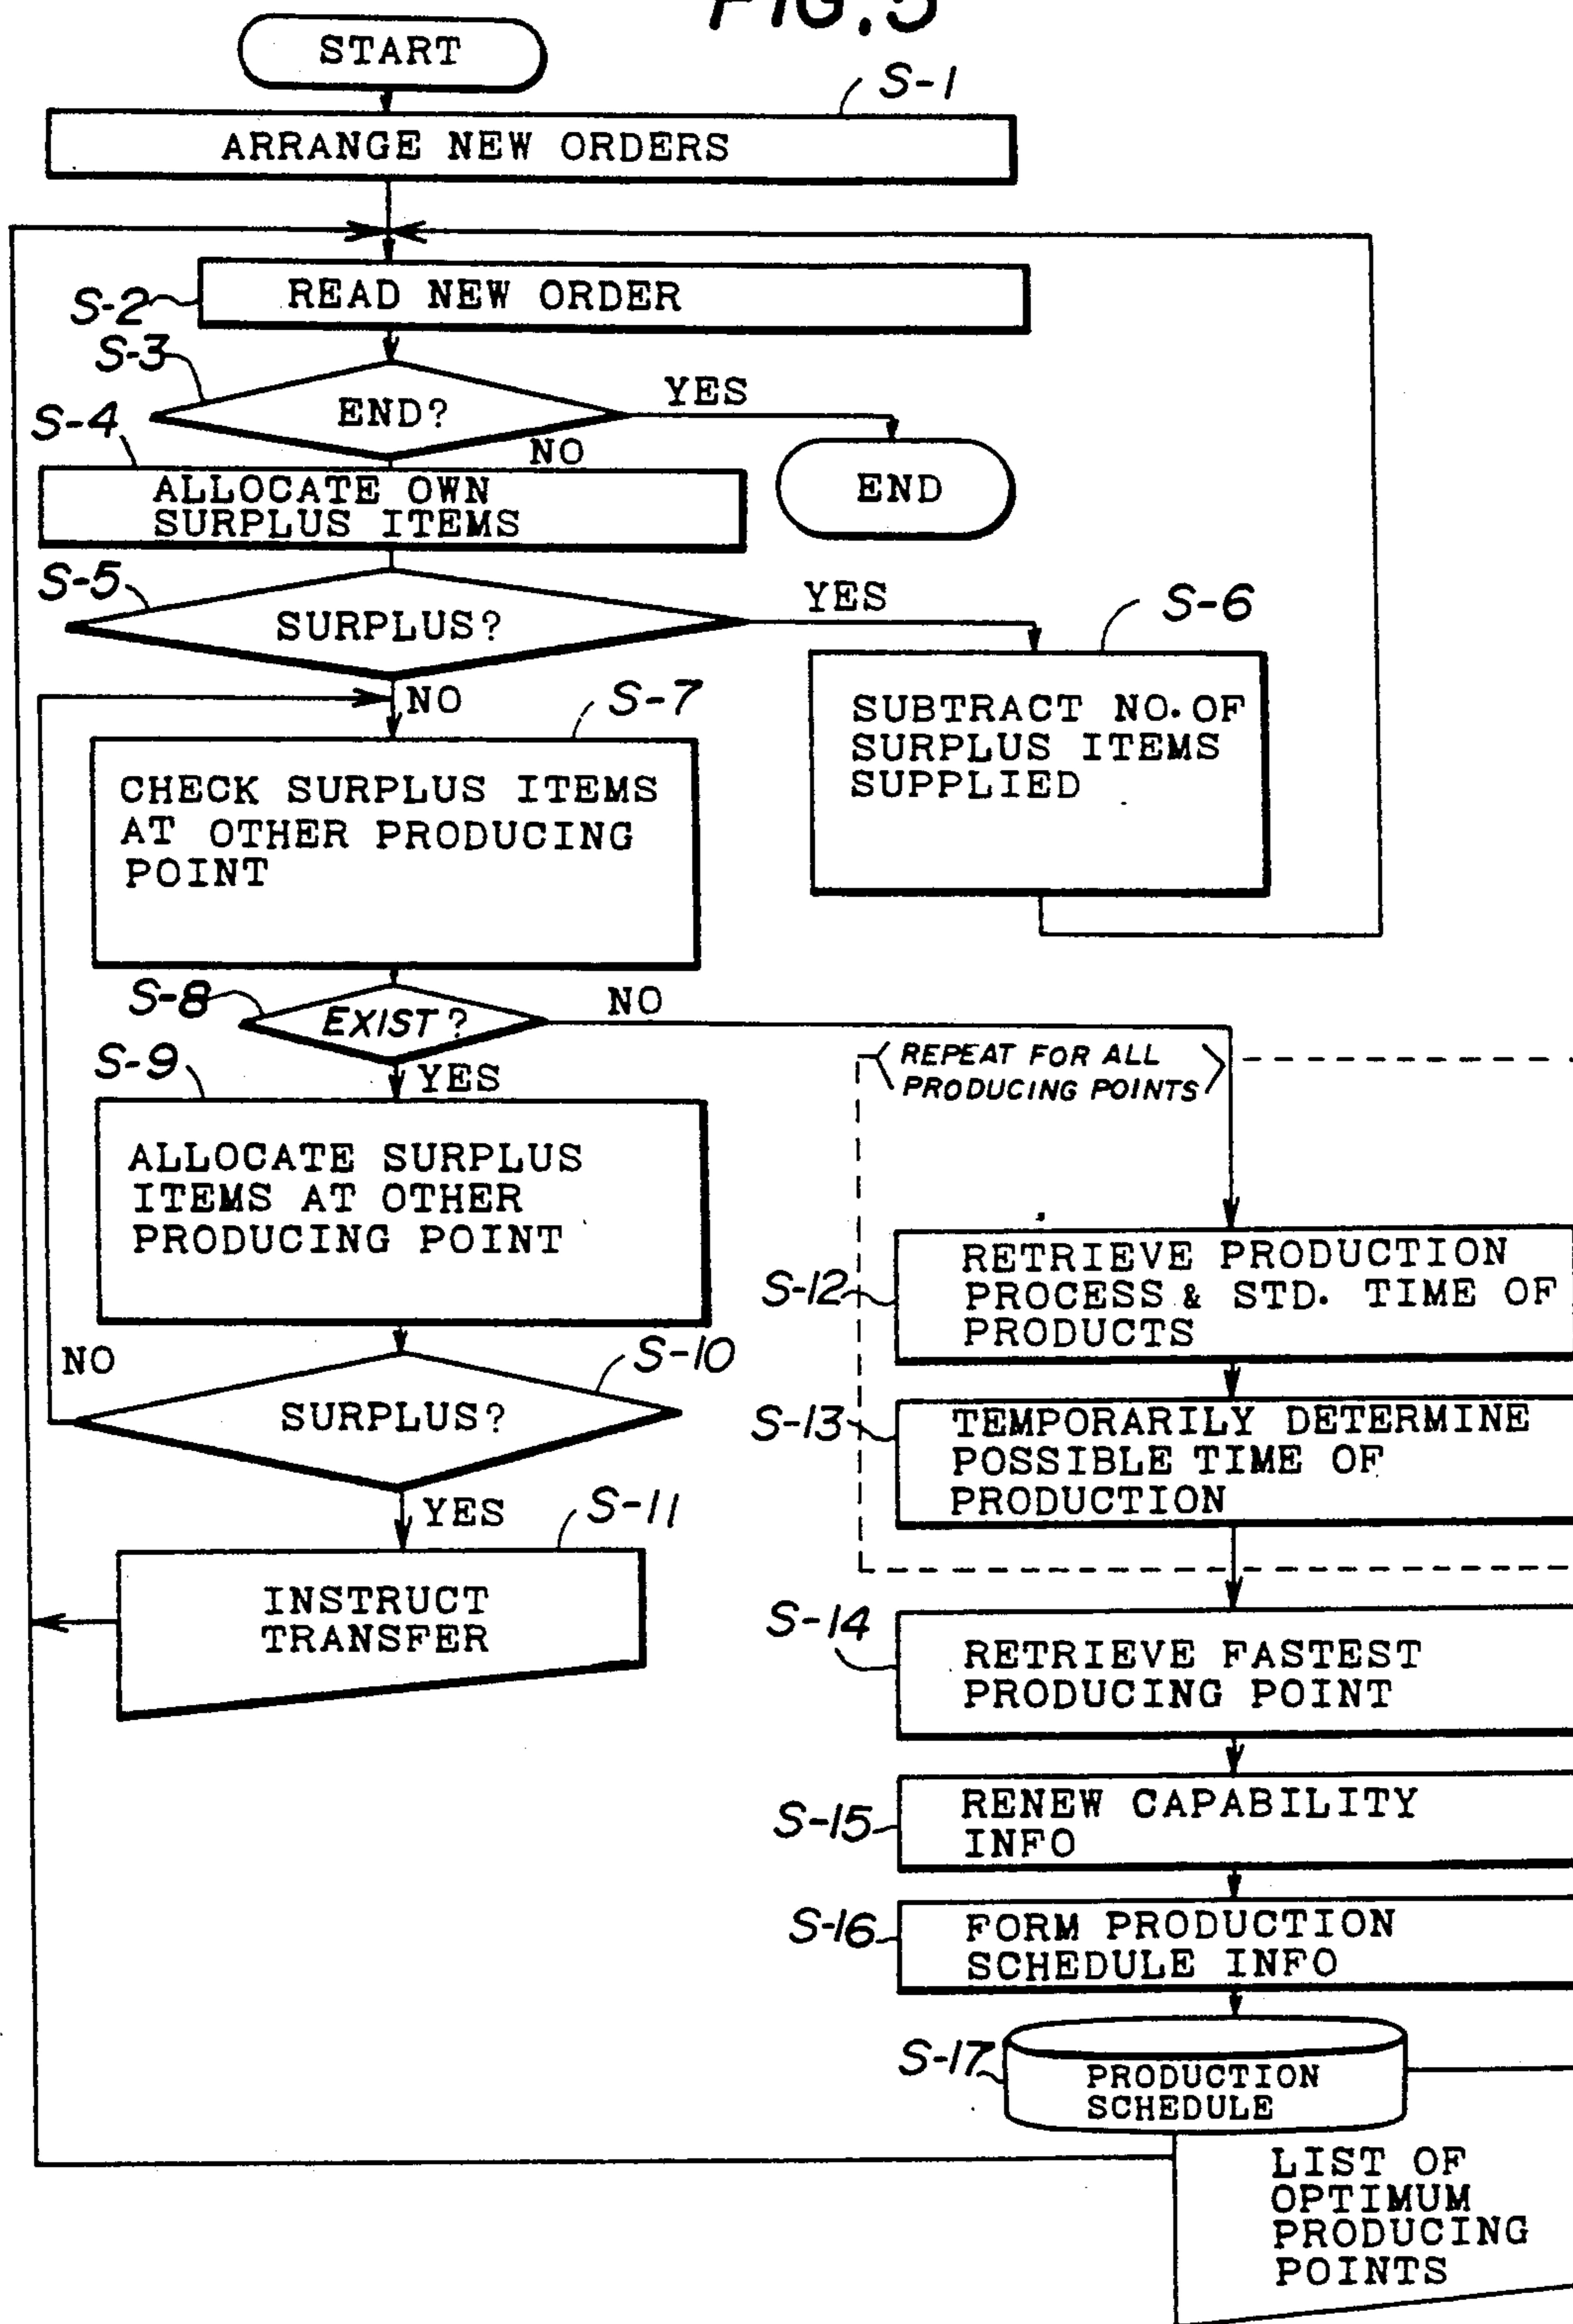 FIG. 5
START
S-1
ARRANGE NEW ORDERS
S-2
READ NEW ORDER
S-3
END?
YES
NO
END
S-4
ALLOCATE OWN
SURPLUS ITEMS
S-5
SURPLUS?
YES
NO
S-6
SUBTRACT NO. OF
SURPLUS ITEMS
SUPPLIED
S-7
CHECK SURPLUS ITEMS
AT OTHER PRODUCING
POINT
S-8
EXIST?
NO
YES
S-9
ALLOCATE SURPLUS
ITEMS AT OTHER
PRODUCING POINT
S-10
SURPLUS?
NO
YES
S-11
INSTRUCT
TRANSFER
REPEAT FOR ALL
PRODUCING POINTS
S-12
RETRIEVE PRODUCTION
PROCESS & STD. TIME OF
PRODUCTS
S-13
TEMPORARILY DETERMINE
POSSIBLE TIME OF
PRODUCTION
S-14
RETRIEVE FASTEST
PRODUCING POINT
S-15
RENEW CAPABILITY
INFO
S-16
FORM PRODUCTION
SCHEDULE INFO
S-17
PRODUCTION
SCHEDULE
LIST OF
OPTIMUM
PRODUCING
POINTS